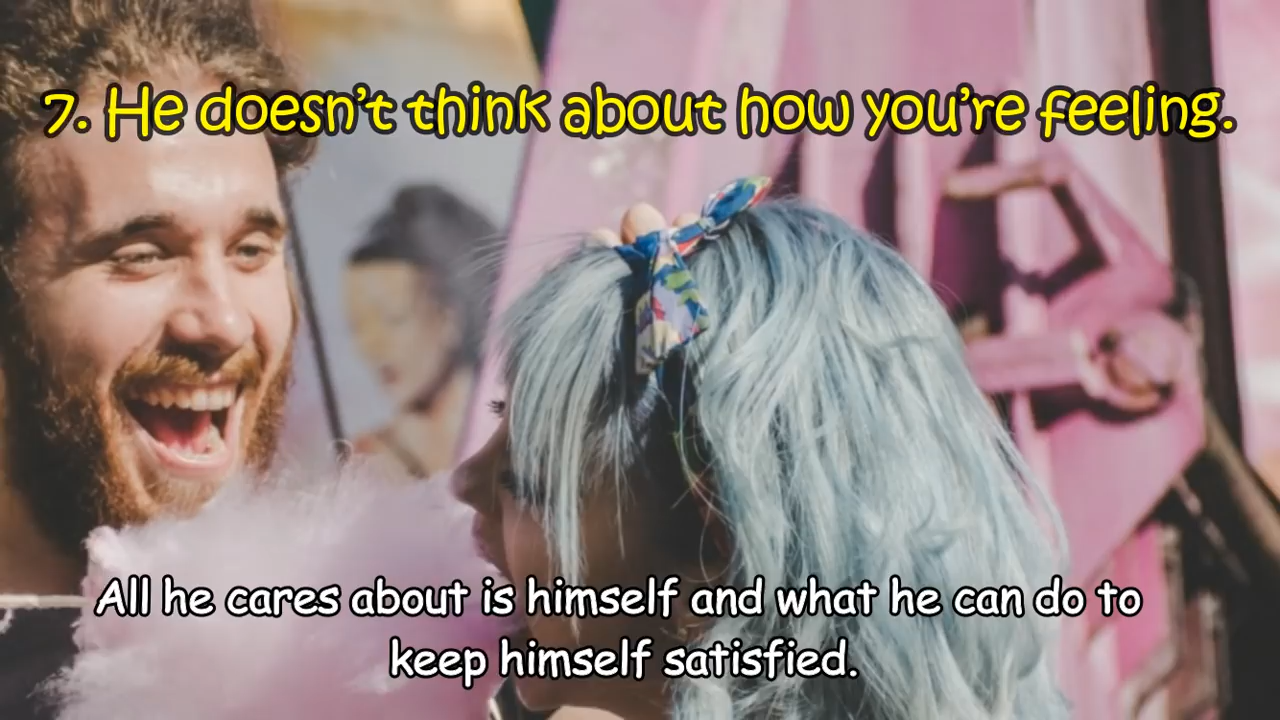 7. He doesn't think about how you're feeling.
All he cares about is himself and what he can do to
keep himself satisfied.